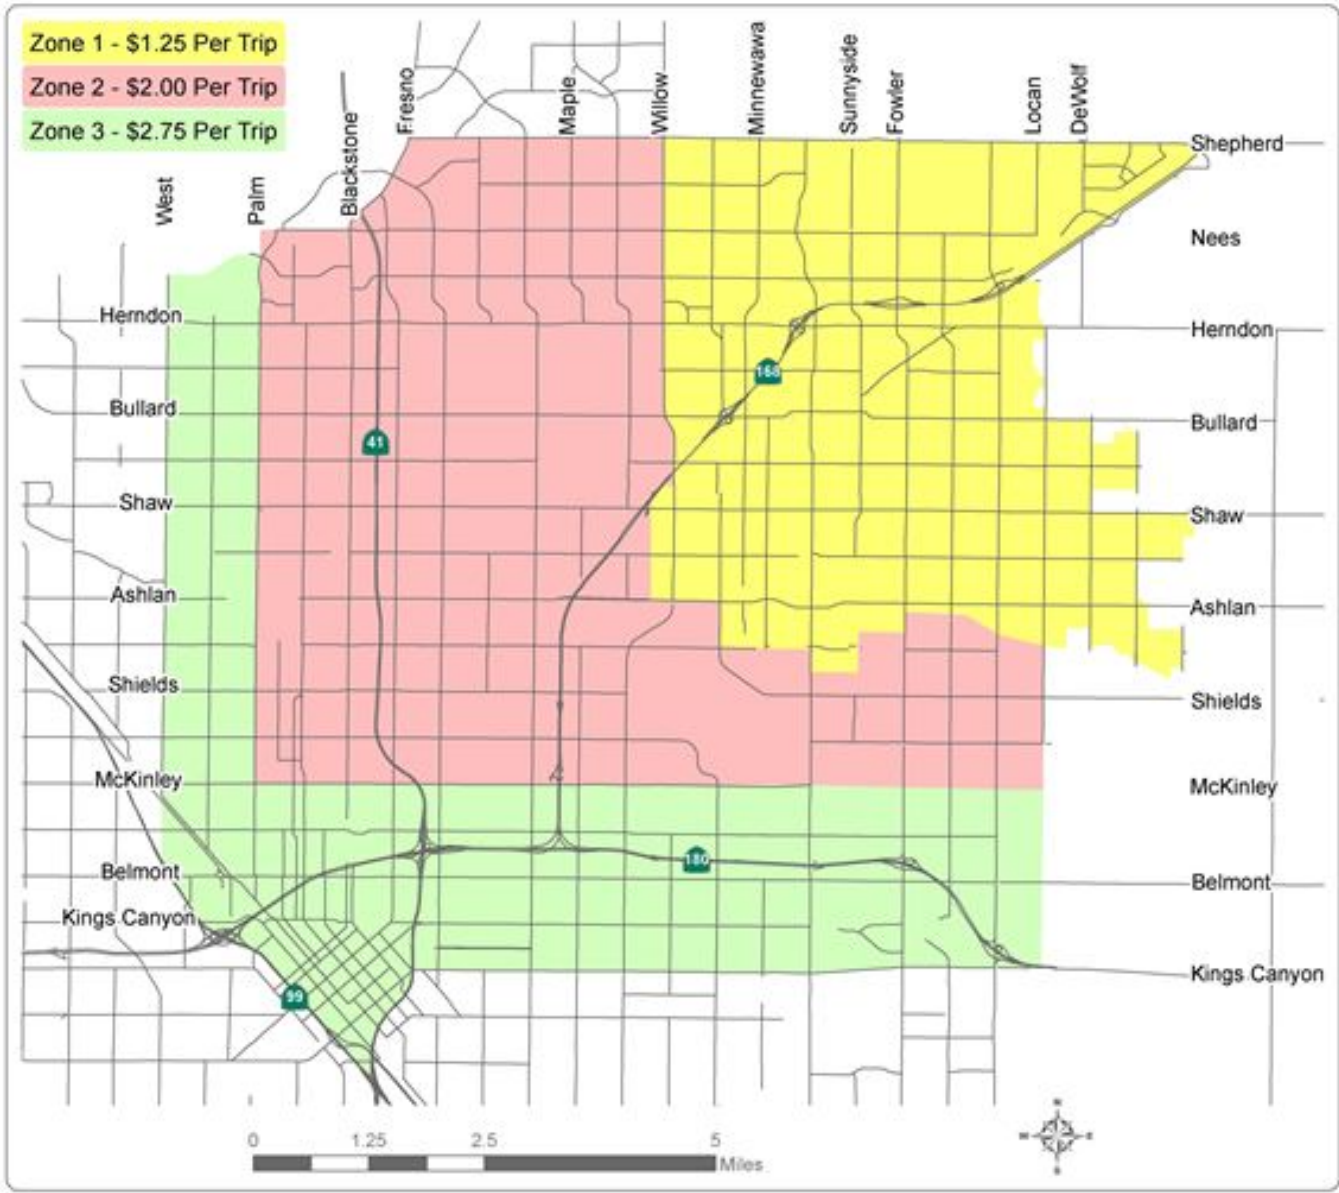 Zone 1 - $1.25 Per Trip
Zone 2 - $2.00 Per Trip
Zone 3 - $2.75 Per Trip
West
Palm
Blackstone
Fresno
Maple
Willow
Minnewawa
Sunnyside
Fowler
Locan
DeWolf
Shepherd
Nees
Herndon
Herndon
168
Bullard
Bullard
41
Shaw
Shaw
Ashlan
Ashlan
Shields
Shields
McKinley
McKinley
180
Belmont
Belmont
Kings Canyon
Kings Canyon
99
0 1.25 2.5 5
Miles
N
W E
S